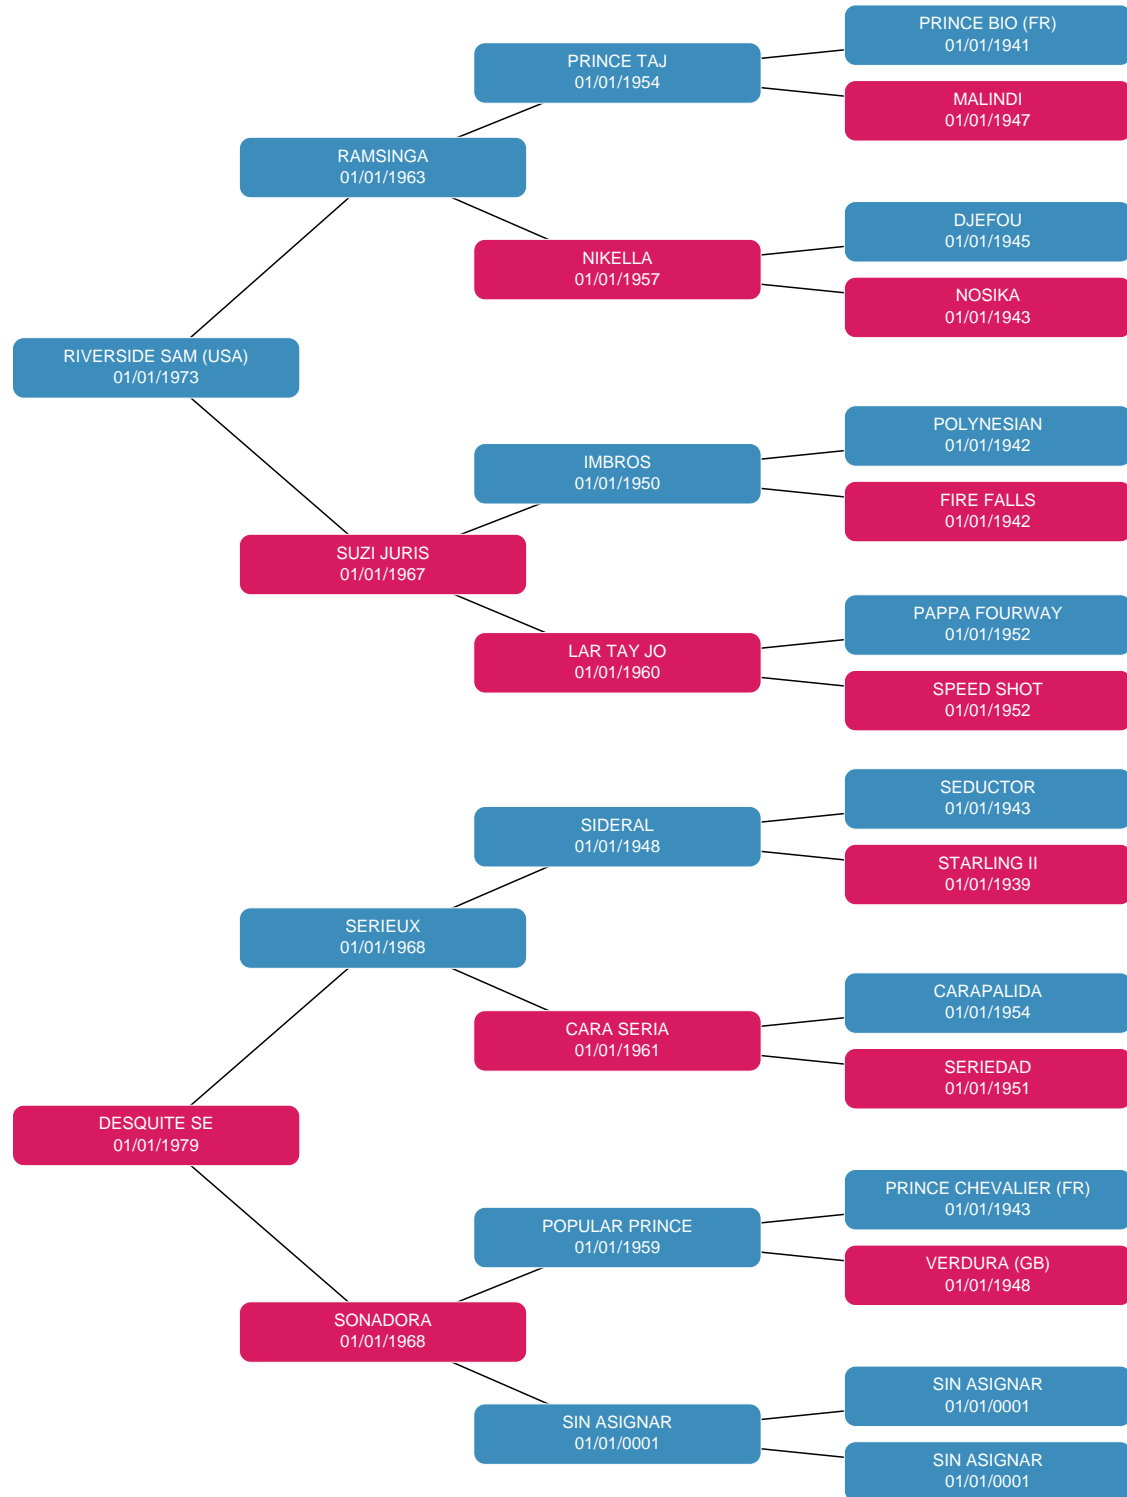 PRINCE BIO (FR)
01/01/1941
PRINCE TAJ
01/01/1954
MALINDI
01/01/1947
RAMSINGA
01/01/1963
DJEFOU
01/01/1945
NIKELLA
01/01/1957
NOSIKA
01/01/1943
RIVERSIDE SAM (USA)
01/01/1973
POLYNESIAN
01/01/1942
IMBROS
01/01/1950
FIRE FALLS
01/01/1942
SUZI JURIS
01/01/1967
PAPPA FOURWAY
01/01/1952
LAR TAY JO
01/01/1960
SPEED SHOT
01/01/1952
SEDUCTOR
01/01/1943
SIDERAL
01/01/1948
STARLING II
01/01/1939
SERIEUX
01/01/1968
CARAPALIDA
01/01/1954
CARA SERIA
01/01/1961
SERIEDAD
01/01/1951
DESQUITE SE
01/01/1979
PRINCE CHEVALIER (FR)
01/01/1943
POPULAR PRINCE
01/01/1959
VERDURA (GB)
01/01/1948
SONADORA
01/01/1968
SIN ASIGNAR
01/01/0001
SIN ASIGNAR
01/01/0001
SIN ASIGNAR
01/01/0001